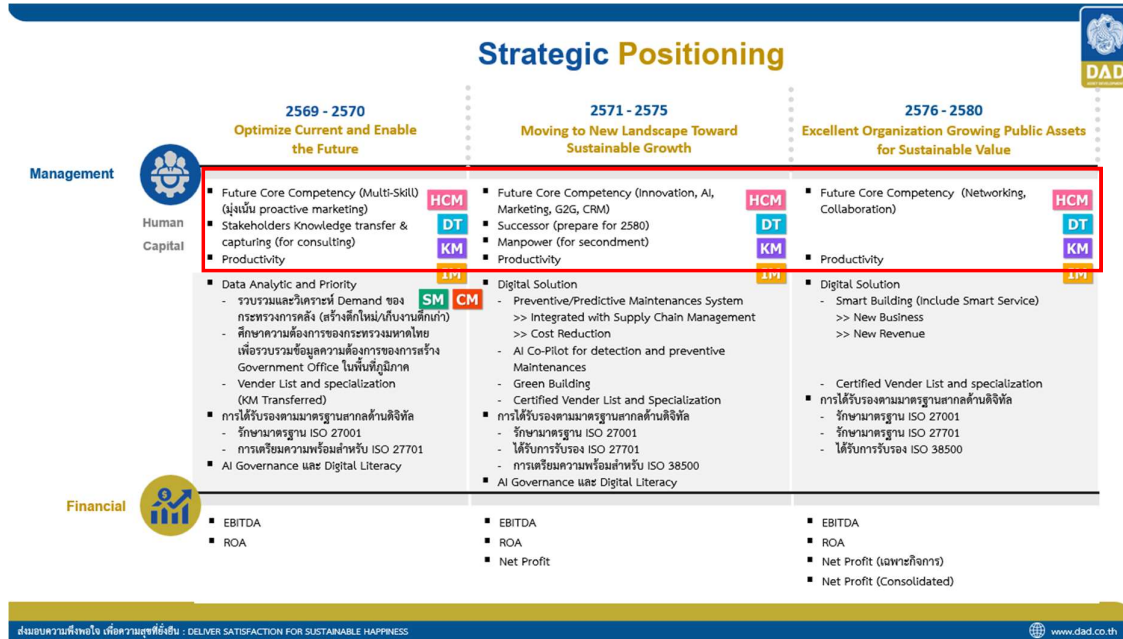 Strategic Positioning
DAD
ASSET DEVELOPMENT
2569 - 2570
Optimize Current and Enable
the Future
2571 - 2575
Moving to New Landscape Toward
Sustainable Growth
2576 - 2580
Excellent Organization Growing Public Assets
for Sustainable Value
Management
Human
Capital
▪ Future Core Competency (Multi-Skill)
(มุ่งเน้น proactive marketing)
▪ Stakeholders Knowledge transfer &
capturing (for consulting)
▪ Productivity
HCM
DT
KM
IM
▪ Future Core Competency (Innovation, AI,
Marketing, G2G, CRM)
▪ Successor (prepare for 2580)
▪ Manpower (for secondment)
▪ Productivity
HCM
DT
KM
IM
▪ Future Core Competency (Networking,
Collaboration)
▪ Productivity
HCM
DT
KM
IM
▪ Data Analytic and Priority
- รวบรวมและวิเคราะห์ Demand ของ
กระทรวงการคลัง (สร้างตึกใหม่/เก็บงานตึกเก่า)
- ศึกษาความต้องการของกระทรวงมหาดไทย
เพื่อรวบรวมข้อมูลความต้องการของการสร้าง
Government Office ในพื้นที่ภูมิภาค
- Vender List and specialization
(KM Transferred)
▪ การได้รับรองตามมาตรฐานสากลด้านดิจิทัล
- รักษามาตรฐาน ISO 27001
- การเตรียมความพร้อมสำหรับ ISO 27701
▪ AI Governance และ Digital Literacy
SM CM
▪ Digital Solution
- Preventive/Predictive Maintenances System
>> Integrated with Supply Chain Management
>> Cost Reduction
- AI Co-Pilot for detection and preventive
Maintenances
- Green Building
- Certified Vender List and Specialization
▪ การได้รับรองตามมาตรฐานสากลด้านดิจิทัล
- รักษามาตรฐาน ISO 27001
- ได้รับการรับรอง ISO 27701
- การเตรียมความพร้อมสำหรับ ISO 38500
▪ AI Governance และ Digital Literacy
▪ Digital Solution
- Smart Building (Include Smart Service)
>> New Business
>> New Revenue
- Certified Vender List and specialization
▪ การได้รับรองตามมาตรฐานสากลด้านดิจิทัล
- รักษามาตรฐาน ISO 27001
- รักษามาตรฐาน ISO 27701
- ได้รับการรับรอง ISO 38500
Financial
▪ EBITDA
▪ ROA
▪ EBITDA
▪ ROA
▪ Net Profit
▪ EBITDA
▪ ROA
▪ Net Profit (เฉพาะกิจการ)
▪ Net Profit (Consolidated)
ส่งมอบความพึงพอใจ เพื่อความสุขที่ยั่งยืน : DELIVER SATISFACTION FOR SUSTAINABLE HAPPINESS
www.dad.co.th